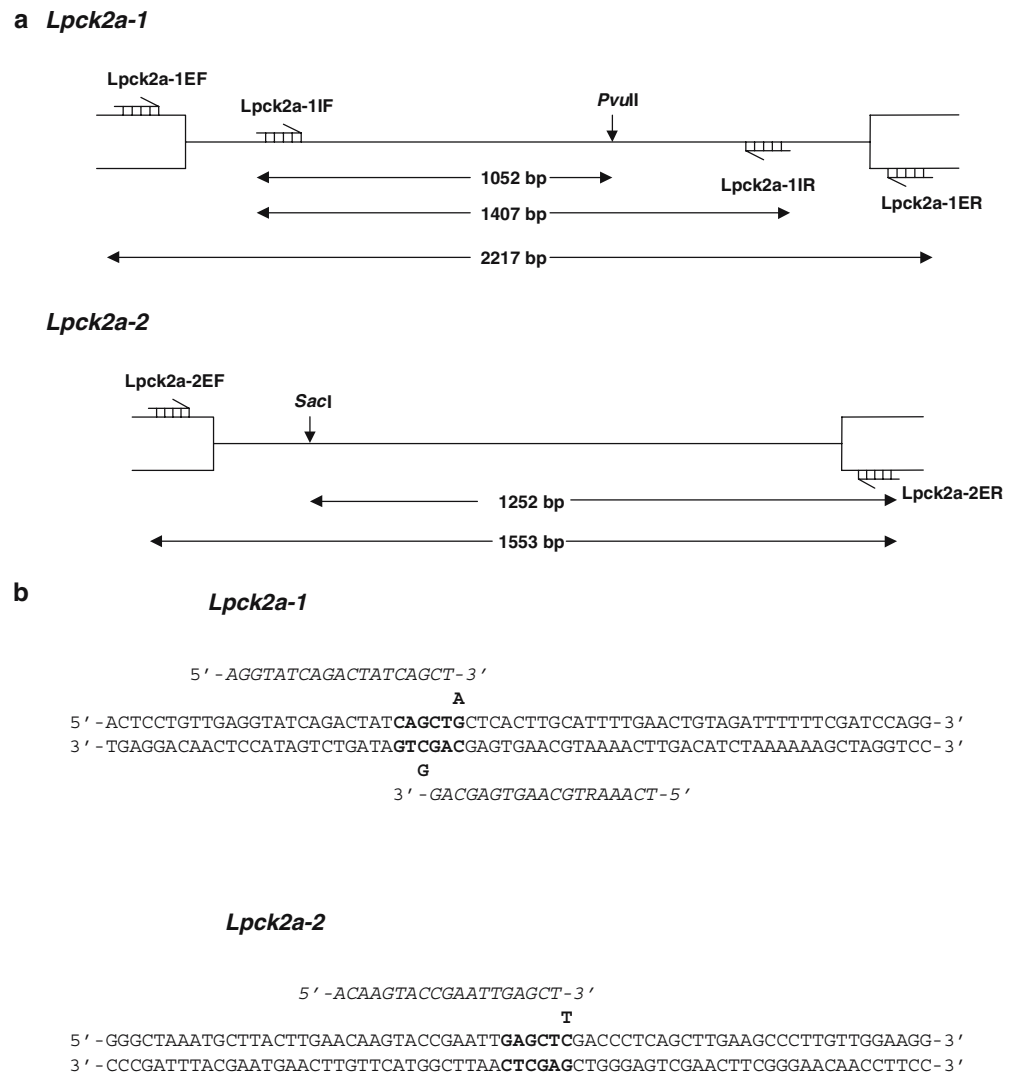 a Lpck2a-1
Lpck2a-1EF
Lpck2a-1IF
PvuII
1052 bp
Lpck2a-1IR
Lpck2a-1ER
1407 bp
2217 bp
Lpck2a-2
Lpck2a-2EF
SacI
1252 bp
Lpck2a-2ER
1553 bp
b
Lpck2a-1
5′-AGGTATCAGACTATCAGCT-3′
A
5′-ACTCCTGTTGAGGTATCAGACTATCAGCTGCTCACTTGCATTTTGAACTGTAGATTTTTTCGATCCAGG-3′
3′-TGAGGACAACTCCATAGTCTGATAGTCGACGAGTGAACGTAAAACTTGACATCTAAAAAAGCTAGGTCC-3′
G
3′-GACGAGTGAACGTRAAACT-5′
Lpck2a-2
5′-ACAAGTACCGAATTGAGCT-3′
T
5′-GGGCTAAATGCTTACTTGAACAAGTACCGAATTGAGCTCGACCCTCAGCTTGAAGCCCTTGTTGGAAGG-3′
3′-CCCGATTTACGAATGAACTTGTTCATGGCTTAACTCGAGCTGGGAGTCGAACTTCGGGAACAACCTTCC-3′